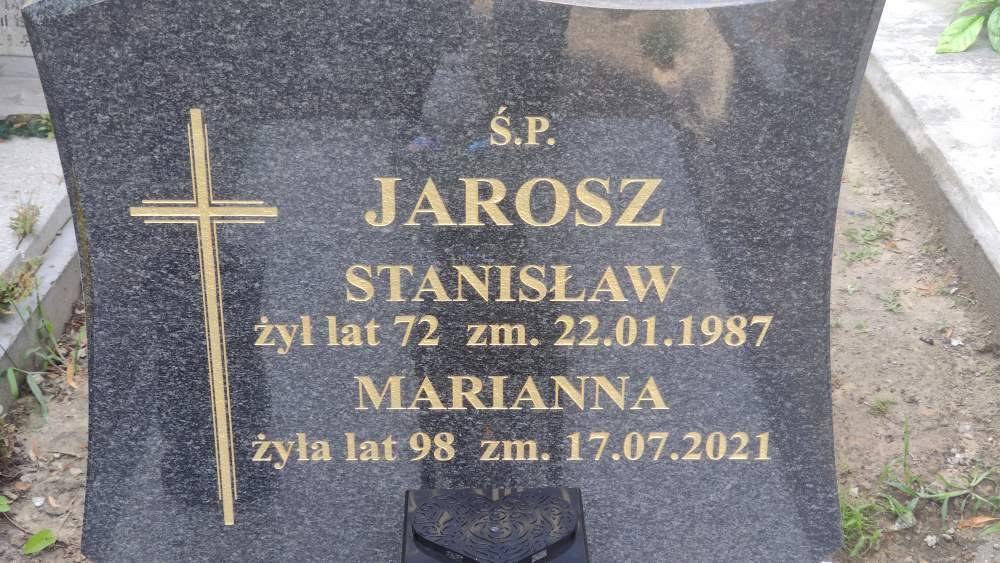 Ś.P.
JAROSZ
STANISŁAW
żył lat 72 zm. 22.01.1987
MARIANNA
żyła lat 98 zm. 17.07.2021